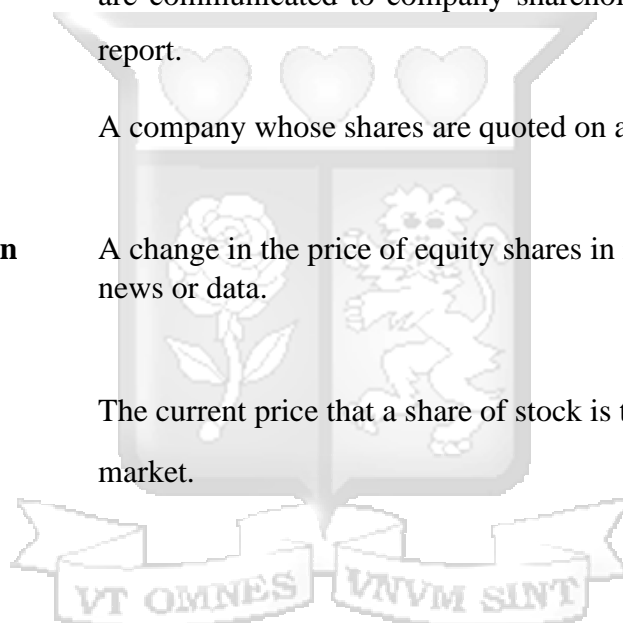 are communicated to company
report.
A company whose shares are quoted on
A change in the price of equity shares in
news or data.
The current price that a share of stock is
market.
VT OMNES VNVM SINT